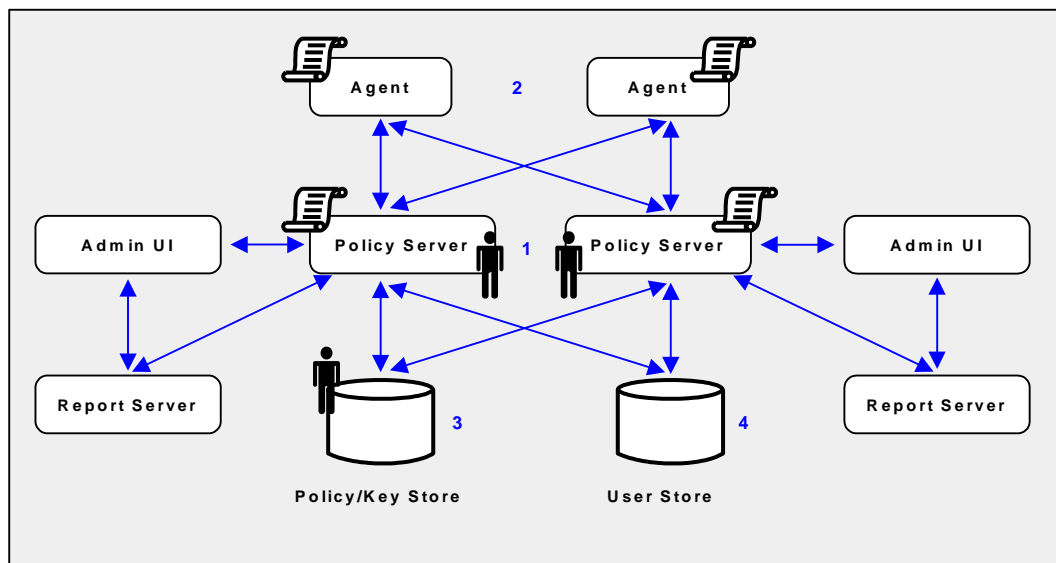 Agent
2
Agent
Policy Server
1
Policy Server
Admin UI
Admin UI
Report Server
3
4
Report Server
Policy/Key Store
User Store